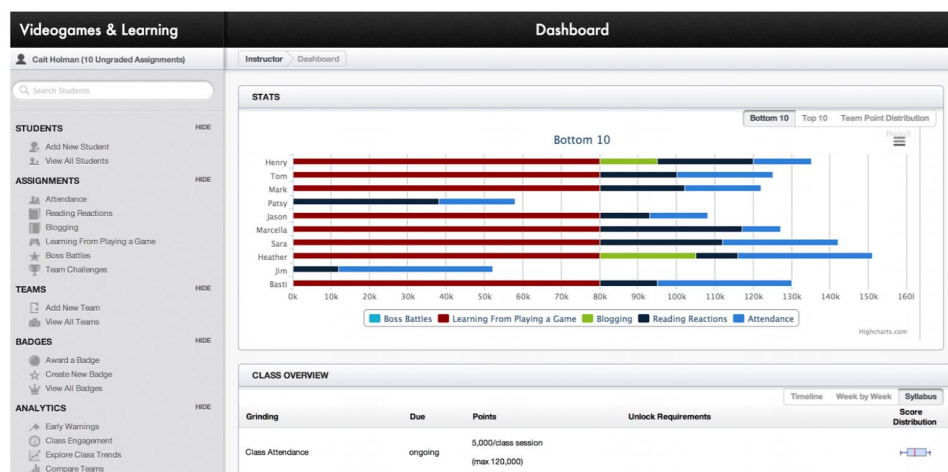 Videogames & Learning
Dashboard
Cait Holman (10 Ungraded Assignments)
Instructor
Dashboard
Search Students
STATS
Bottom 10
Top 10
Team Point Distribution
STUDENTS
HIDE
Add New Student
View All Students
ASSIGNMENTS
HIDE
Attendance
Reading Reactions
Blogging
Learning From Playing a Game
Boss Battles
Team Challenges
TEAMS
HIDE
Add New Team
View All Teams
BADGES
HIDE
Award a Badge
Create New Badge
View All Badges
ANALYTICS
HIDE
Early Warnings
Class Engagement
Explore Class Trends
Compare Teams
Bottom 10
Result
Henry
Tom
Mark
Patsy
Jason
Marcella
Sara
Heather
Jim
Basti
0k 10k 20k 30k 40k 50k 60k 70k 80k 90k 100k 110k 120k 130k 140k 150k 160
Boss Battles Learning From Playing a Game Blogging Reading Reactions Attendance
Highcharts.com
CLASS OVERVIEW
Timeline Week by Week Syllabus
Grinding Due Points Unlock Requirements Score Distribution
Class Attendance ongoing 5,000/class session
(max 120,000)